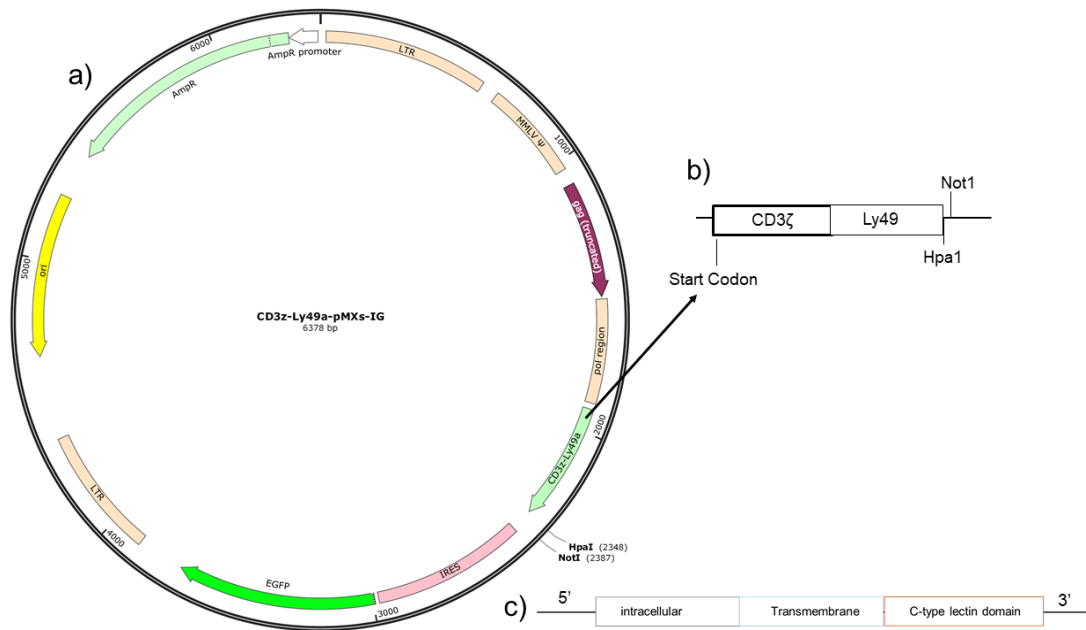 a)
AmpR promoter
AmpR
6000
LTR
MMLV Ψ
1000
gag (truncated)
pol region
2000
CD3z-Ly49a
HpaI (2348)
NotI (2387)
IRES
3000
EGFP
LTR
4000
ori
5000
CD3z-Ly49a-pMXs-IG
6378 bp
b)
Not1
CD3ζ
Ly49
Hpa1
Start Codon
c)
5'
intracellular
Transmembrane
C-type lectin domain
3'